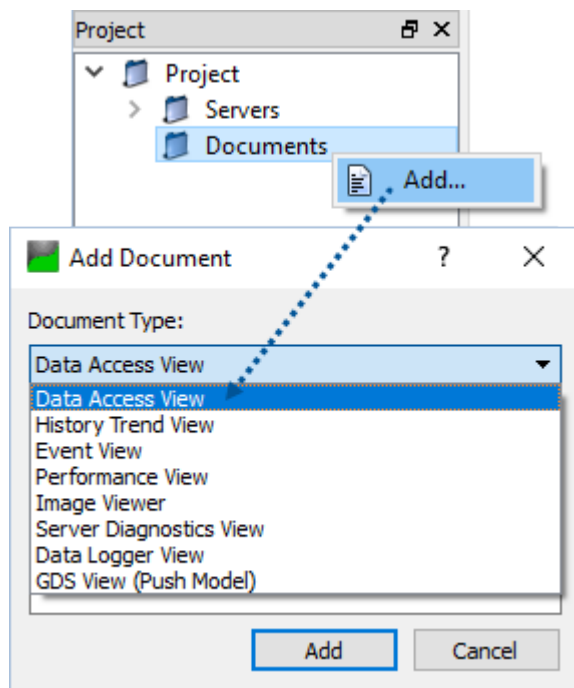 Project
Project
Servers
Documents
Add...
Add Document ?
Document Type:
Data Access View
Data Access View
History Trend View
Event View
Performance View
Image Viewer
Server Diagnostics View
Data Logger View
GDS View (Push Model)
Add Cancel